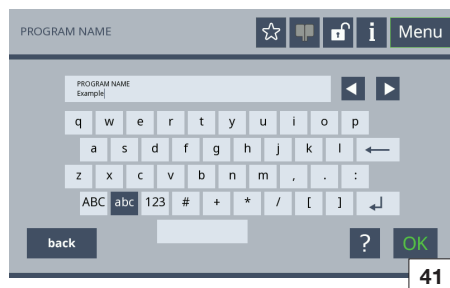 PROGRAM NAME
i Menu
PROGRAM NAME
Example
q w e r t y u i o p
a s d f g h j k l
z x c v b n m , . :
ABC abc 123 # + * / [ ]
back ? OK
41